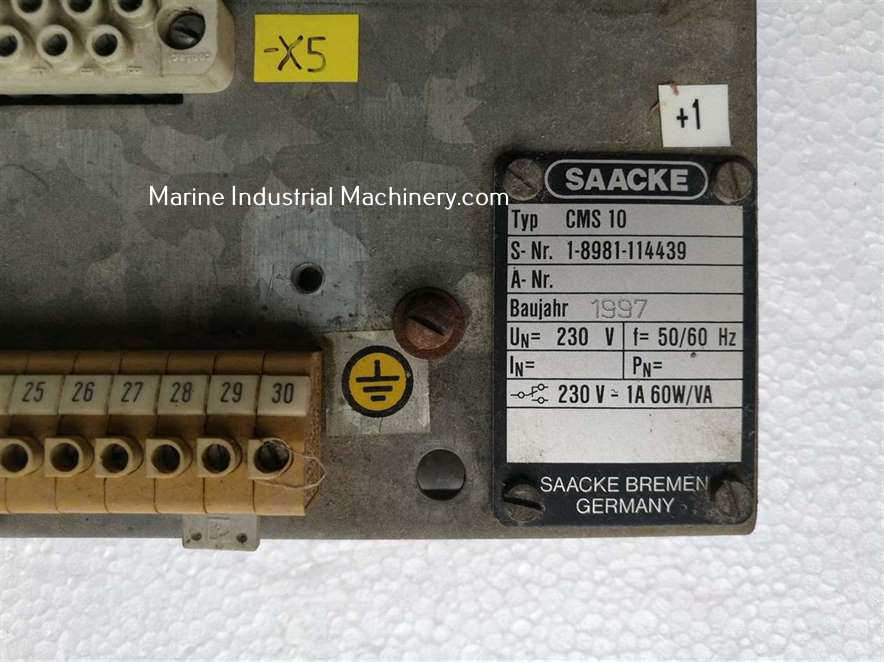 -X5
+1
Marine Industrial Machinery.com
SAACKE
Typ CMS 10
S-Nr. 1-8981-114439
A-Nr.
Baujahr 1997
UN= 230 V f= 50/60 Hz
IN= PN=
230 V ~ 1A 60W/VA
25 26 27 28 29 30
SAACKE BREMEN
GERMANY